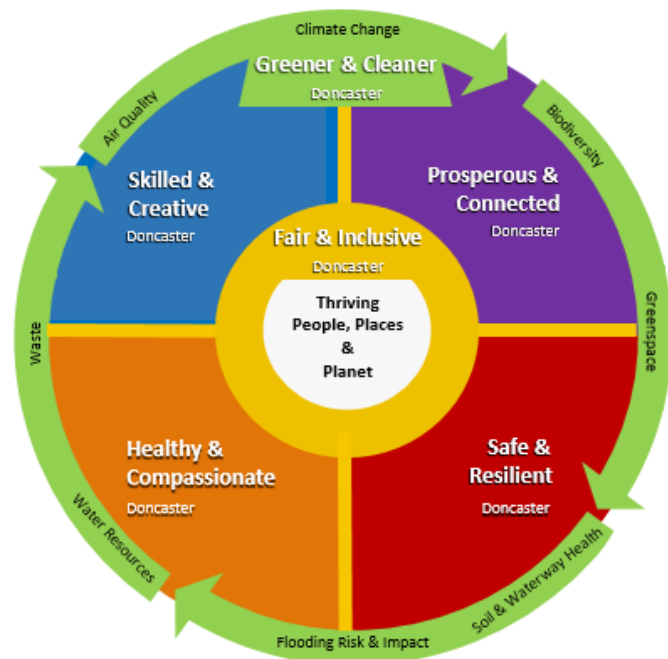 Climate Change
Greener & Cleaner
Doncaster
Air Quality
Biodiversity
Skilled &
Creative
Doncaster
Prosperous &
Connected
Doncaster
Fair & Inclusive
Doncaster
Thriving
People, Places
&
Planet
Waste
Greenspace
Healthy &
Compassionate
Doncaster
Safe &
Resilient
Doncaster
Water Resources
Soil & Waterway Health
Flooding Risk & Impact